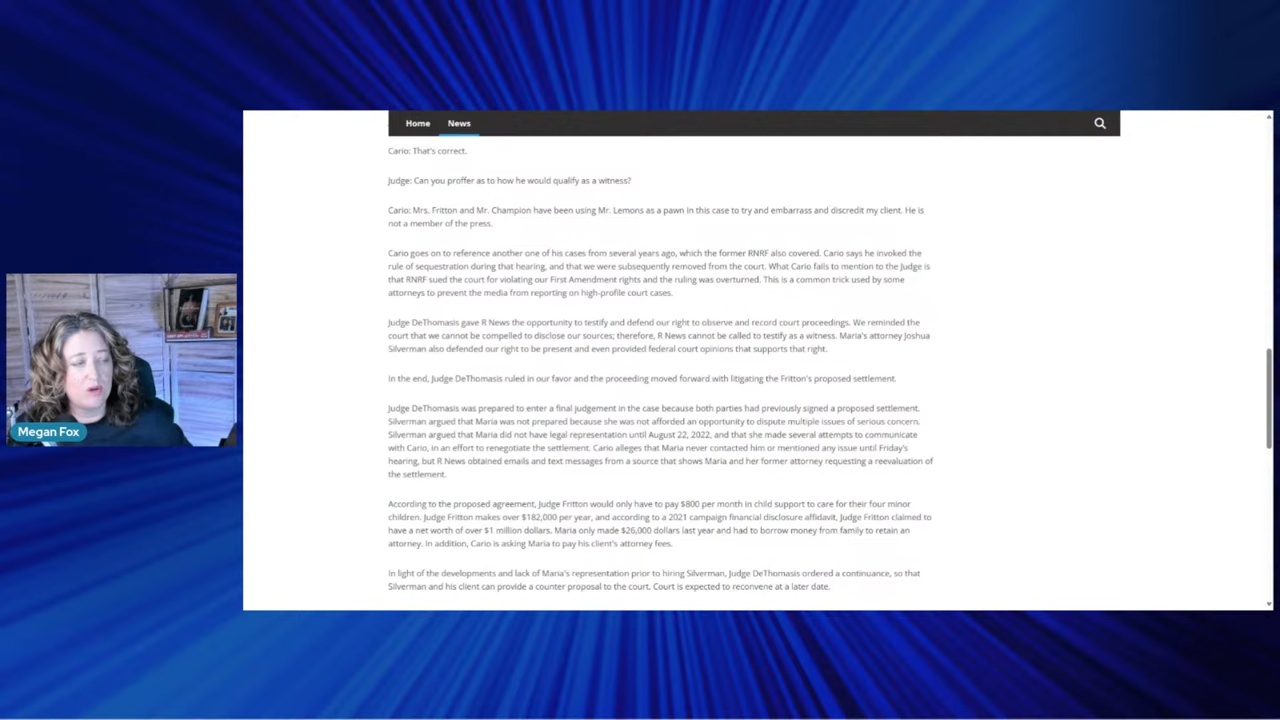 Home News
Cario: That's correct.
Judge: Can you proffer as to how he would qualify as a witness?
Cario: Mrs. Fritton and Mr. Champion have been using Mr. Lemons as a pawn in this case to try and embarrass and discredit my client. He is
not a member of the press.
Cario goes on to reference another one of his cases from several years ago, which the former RNRF also covered. Cario says he invoked the
rule of sequestration during that hearing, and that we were subsequently removed from the court. What Cario fails to mention to the Judge is
that RNRF sued the court for violating our First Amendment rights and the ruling was overturned. This is a common trick used by some
attorneys to prevent the media from reporting on high-profile court cases.
Judge DeThomasis gave R News the opportunity to testify and defend our right to observe and record court proceedings. We reminded the
court that we cannot be compelled to disclose our sources; therefore, R News cannot be called to testify as a witness. Maria's attorney Joshua
Silverman also defended our right to be present and even provided federal court opinions that supports that right.
In the end, Judge DeThomasis ruled in our favor and the proceeding moved forward with litigating the Fritton's proposed settlement.
Judge DeThomasis was prepared to enter a final judgement in the case because both parties had previously signed a proposed settlement.
Silverman argued that Maria was not prepared because she was not afforded an opportunity to dispute multiple issues of serious concern.
Silverman argued that Maria did not have legal representation until August 22, 2022, and that she made several attempts to communicate
with Cario, in an effort to renegotiate the settlement. Cario alleges that Maria never contacted him or mentioned any issue until Friday's
hearing, but R News obtained emails and text messages from a source that shows Maria and her former attorney requesting a reevaluation of
the settlement.
According to the proposed agreement, Judge Fritton would only have to pay $800 per month in child support to care for their four minor
children. Judge Fritton makes over $182,000 per year, and according to a 2021 campaign financial disclosure affidavit, Judge Fritton claimed to
have a net worth of over $1 million dollars. Maria only made $26,000 dollars last year and had to borrow money from family to retain an
attorney. In addition, Cario is asking Maria to pay his client's attorney fees.
In light of the developments and lack of Maria's representation prior to hiring Silverman, Judge DeThomasis ordered a continuance, so that
Silverman and his client can provide a counter proposal to the court. Court is expected to reconvene at a later date.
Megan Fox